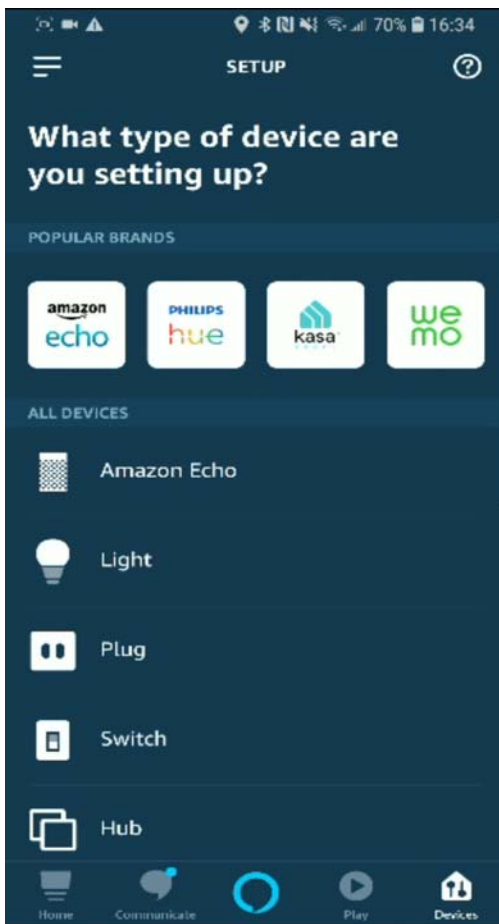 70% 16:34
SETUP
What type of device are
you setting up?
POPULAR BRANDS
amazon
echo
PHILIPS
hue
kasa
we
mo
ALL DEVICES
Amazon Echo
Light
Plug
Switch
Hub
Home Communicate Play Devices